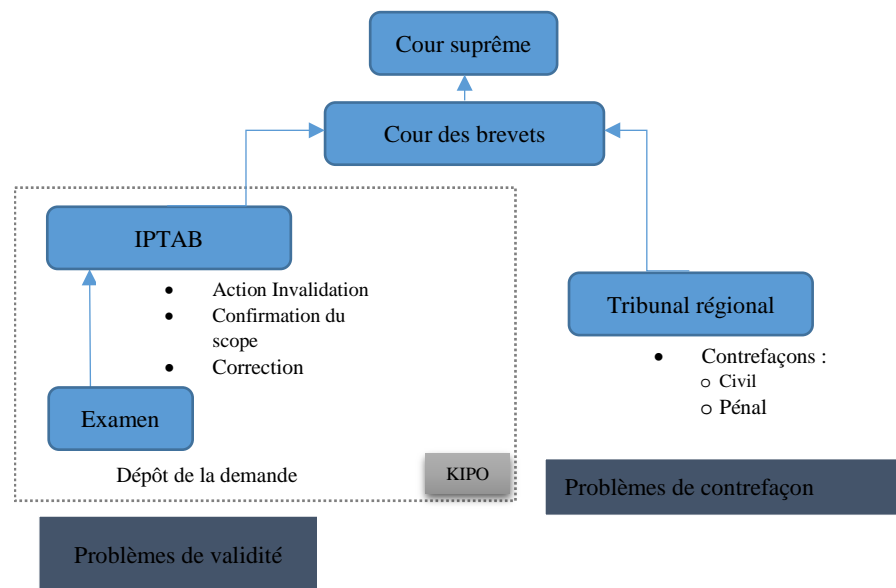 Cour suprême
Cour des brevets
IPTAB
• Action Invalidation
• Confirmation du
scope
• Correction
Examen
Dépôt de la demande
KIPO
Problèmes de validité
Tribunal régional
• Contrefaçons :
o Civil
o Pénal
Problèmes de contrefaçon